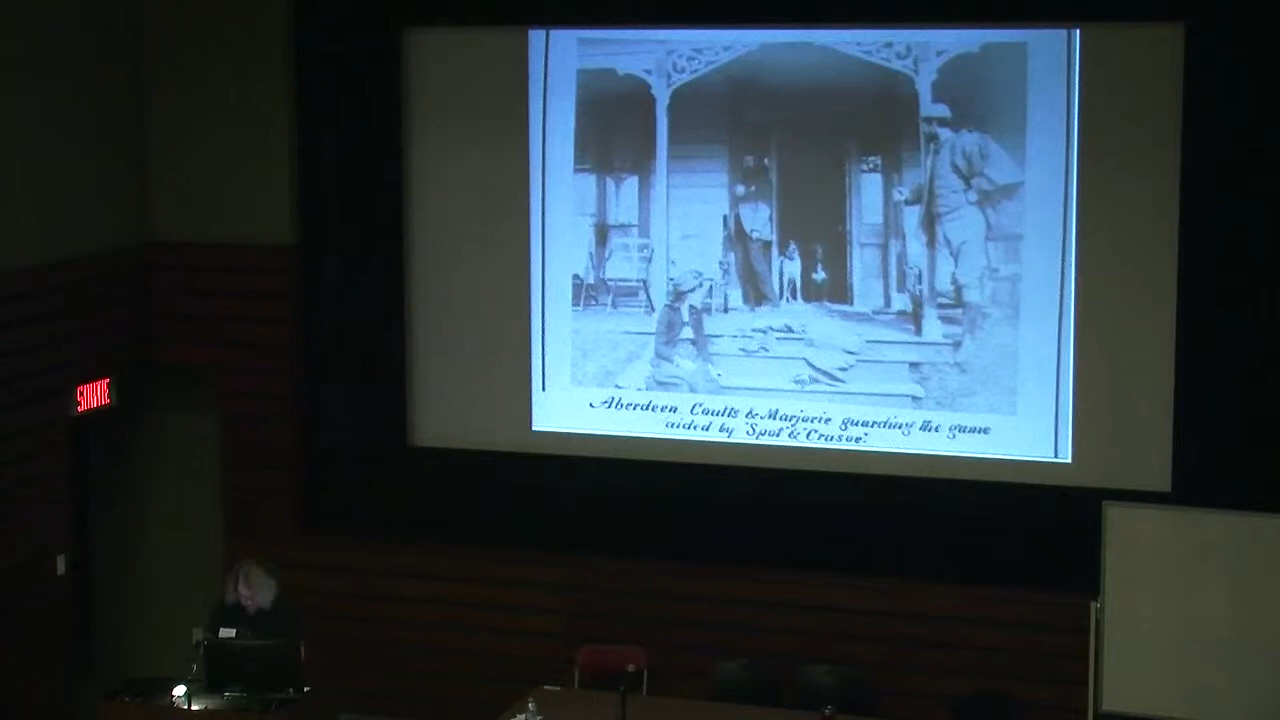 Aberdeen, Coutts & Marjorie guarding the game
aided by "Spot" & "Crusoe".
SORTIE